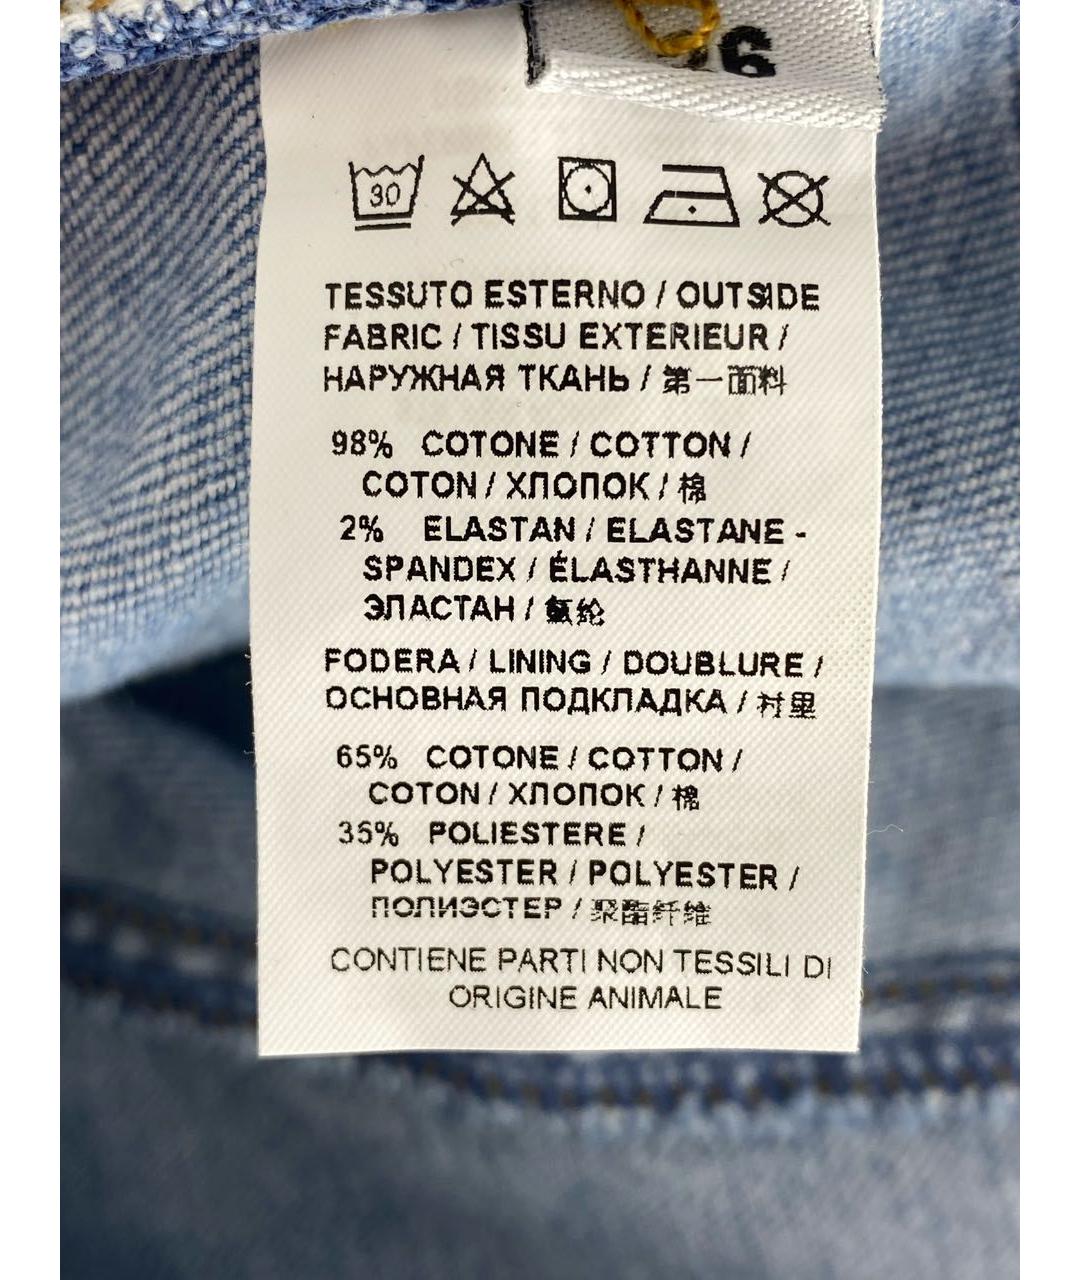 6
30
TESSUTO ESTERNO / OUTSIDE
FABRIC / TISSU EXTERIEUR /
НАРУЖНАЯ ТКАНЬ / 第一面料
98% COTONE / COTTON /
COTON / ХЛОПОК / 棉
2% ELASTAN / ELASTANE -
SPANDEX / ÉLASTHANNE /
ЭЛАСТАН / 氨纶
FODERA / LINING / DOUBLURE /
ОСНОВНАЯ ПОДКЛАДКА / 衬里
65% COTONE / COTTON /
COTON / ХЛОПОК / 棉
35% POLIESTERE /
POLYESTER / POLYESTER /
ПОЛИЭСТЕР / 聚酯纤维
CONTIENE PARTI NON TESSILI DI
ORIGINE ANIMALE